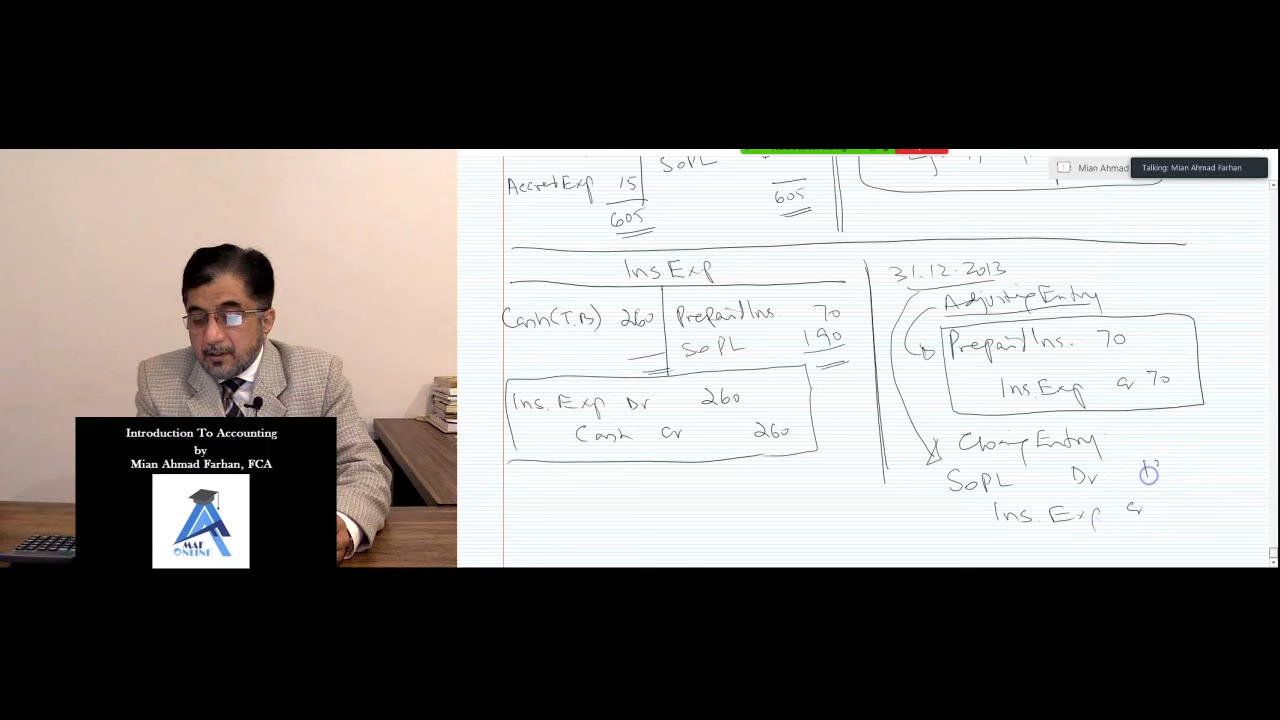 Mian Ahmad
Talking: Mian Ahmad Farhan
SOPL
Accred Exp 15
605
605
Ins Exp
Cash(T.B) 260 Prepaid Ins. 70
SOPL 190
Ins. Exp Dr 260
Cash Cr 260
31.12.2013
Adjusting Entry
Prepaid Ins. 70
Ins. Exp Cr 70
Closing Entry
SOPL Dr
Ins. Exp Cr
Introduction To Accounting
by
Mian Ahmad Farhan, FCA
MAF
ONLINE